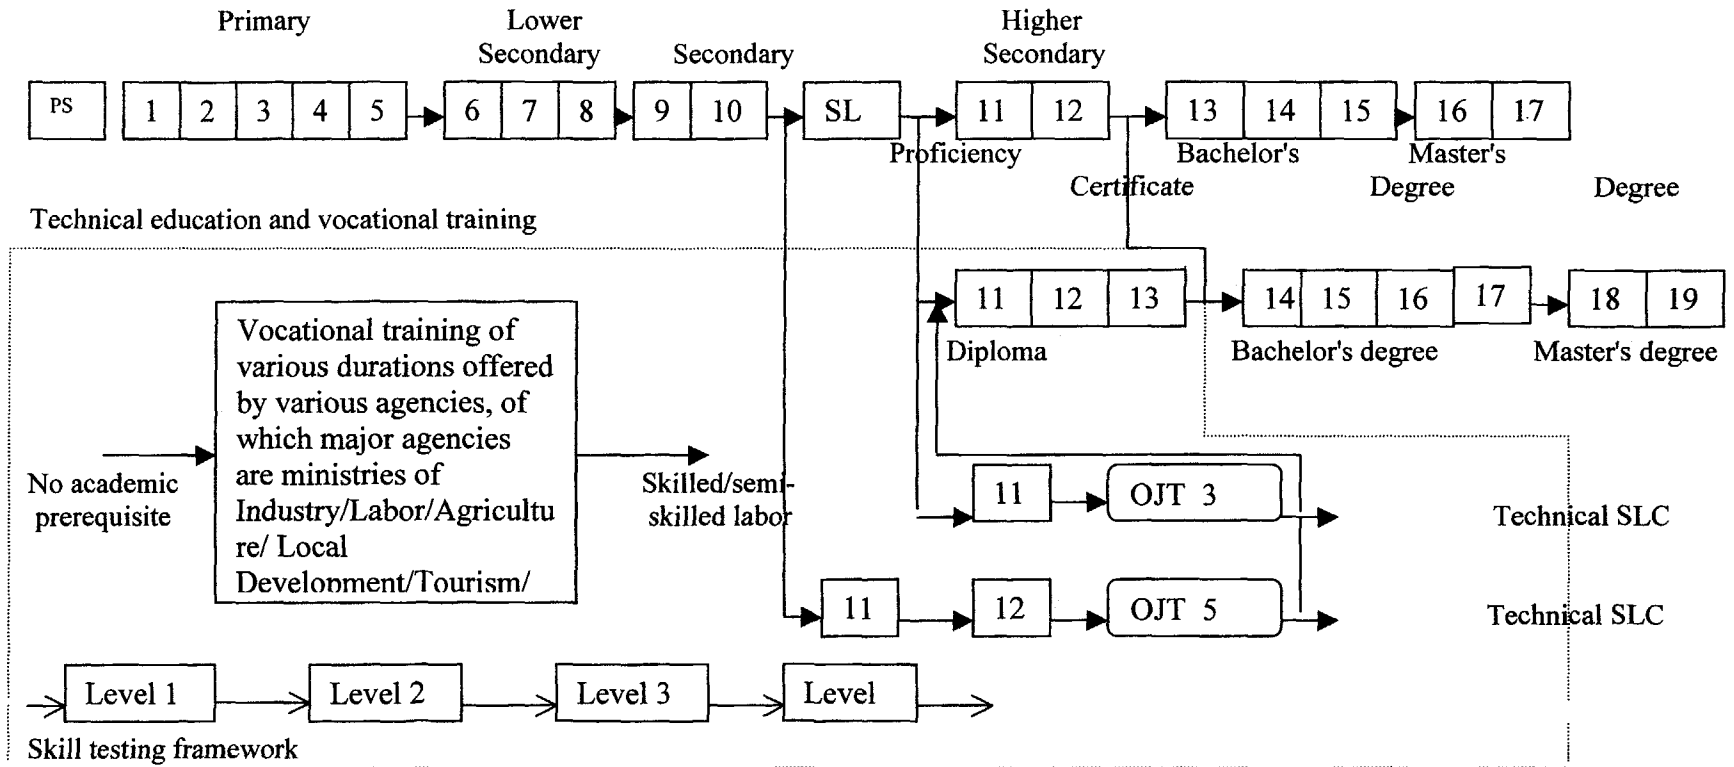 Primary
Lower
Secondary
Secondary
Higher
Secondary
PS
1 2 3 4 5
6 7 8
9 10
SL
11 12
13 14 15
16 17
Proficiency
Certificate
Bachelor's
Degree
Master's
Degree
Technical education and vocational training
11 12 13
Diploma
14 15 16 17
Bachelor's degree
18 19
Master's degree
No academic
prerequisite
Vocational training of
various durations offered
by various agencies, of
which major agencies
are ministries of
Industry/Labor/Agricultu
re/ Local
Development/Tourism/
Skilled/semi-
skilled labor
11
OJT 3
Technical SLC
11
12
OJT 5
Technical SLC
Level 1
Level 2
Level 3
Level
Skill testing framework